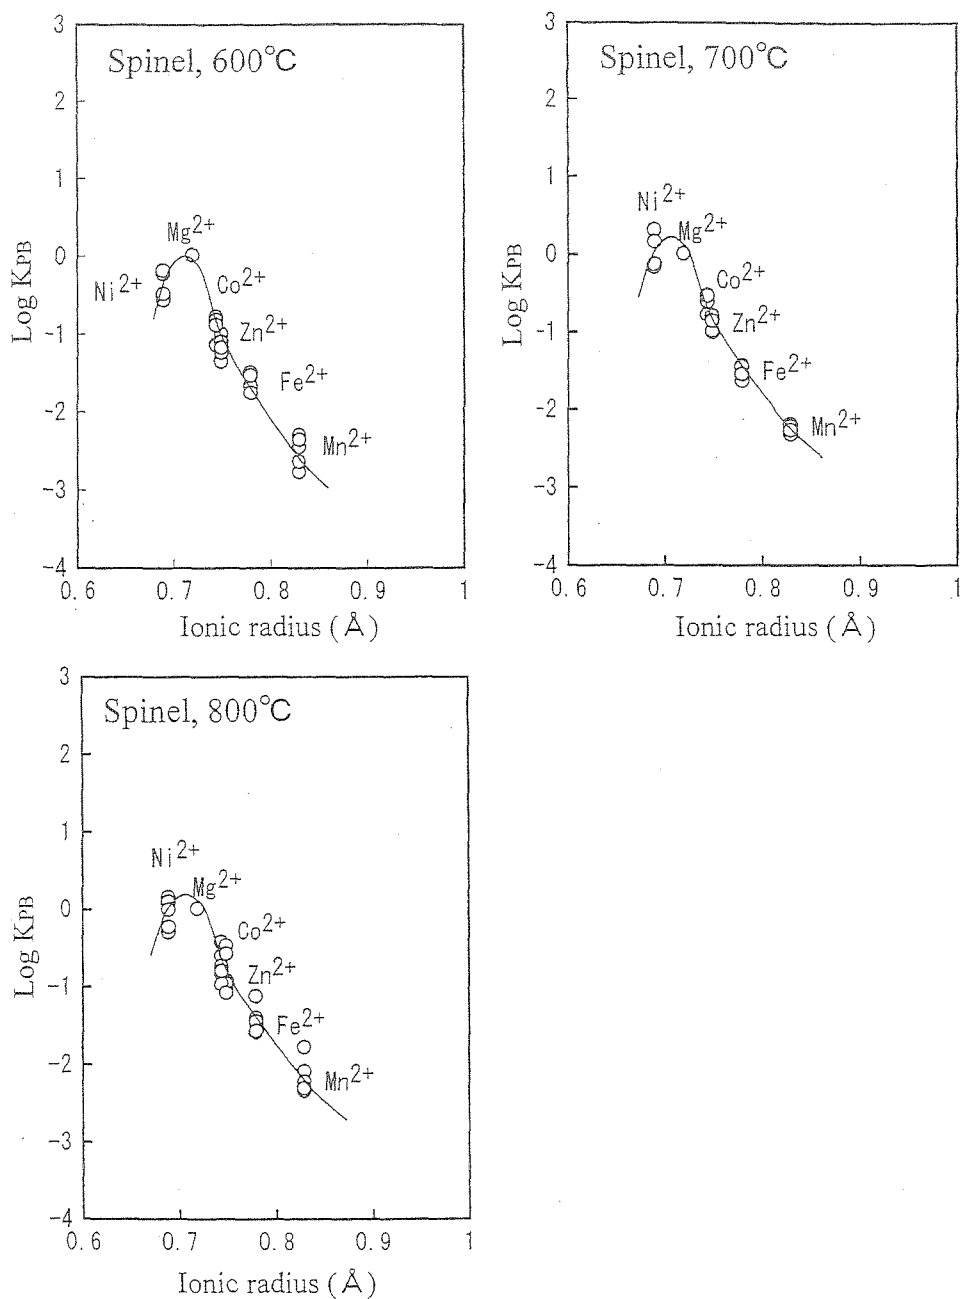 Spinel, 600℃
3
2
1
0
-1
-2
-3
-4
Log KPB
Mg2+
Ni2+
Co2+
Zn2+
Fe2+
Mn2+
0.6 0.7 0.8 0.9 1
Ionic radius (Å)
Spinel, 700℃
3
2
1
0
-1
-2
-3
-4
Log KPB
Ni2+
Mg2+
Co2+
Zn2+
Fe2+
Mn2+
0.6 0.7 0.8 0.9 1
Ionic radius (Å)
Spinel, 800℃
3
2
1
0
-1
-2
-3
-4
Log KPB
Ni2+
Mg2+
Co2+
Zn2+
Fe2+
Mn2+
0.6 0.7 0.8 0.9 1
Ionic radius (Å)